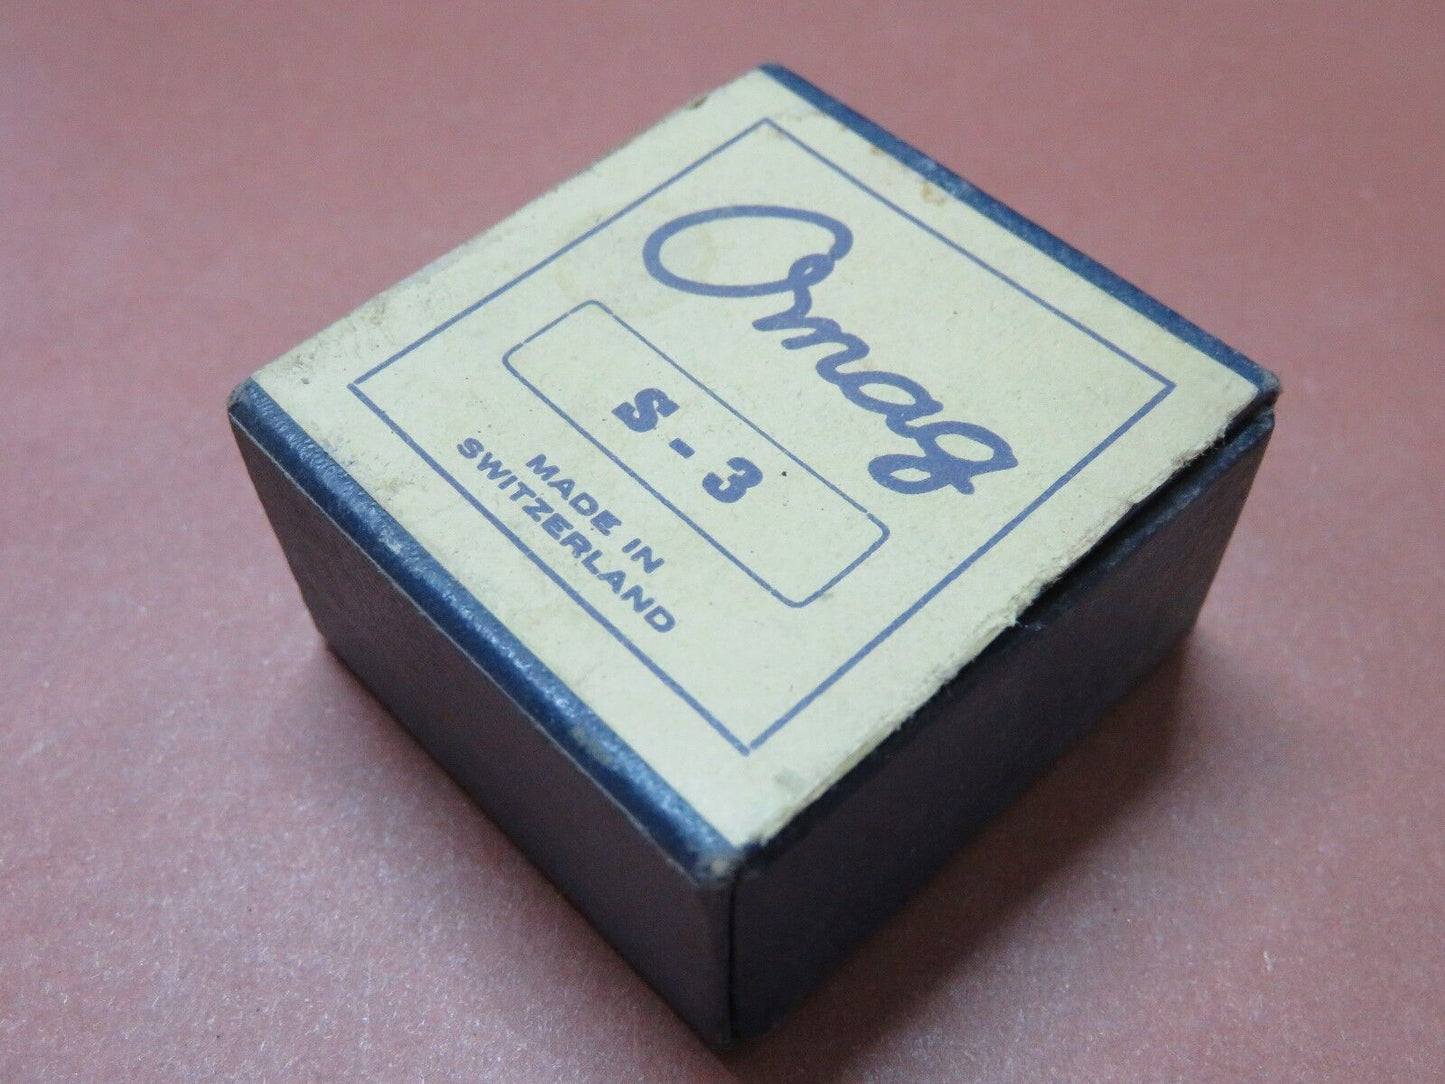 Omag
S-3
MADE IN
SWITZERLAND